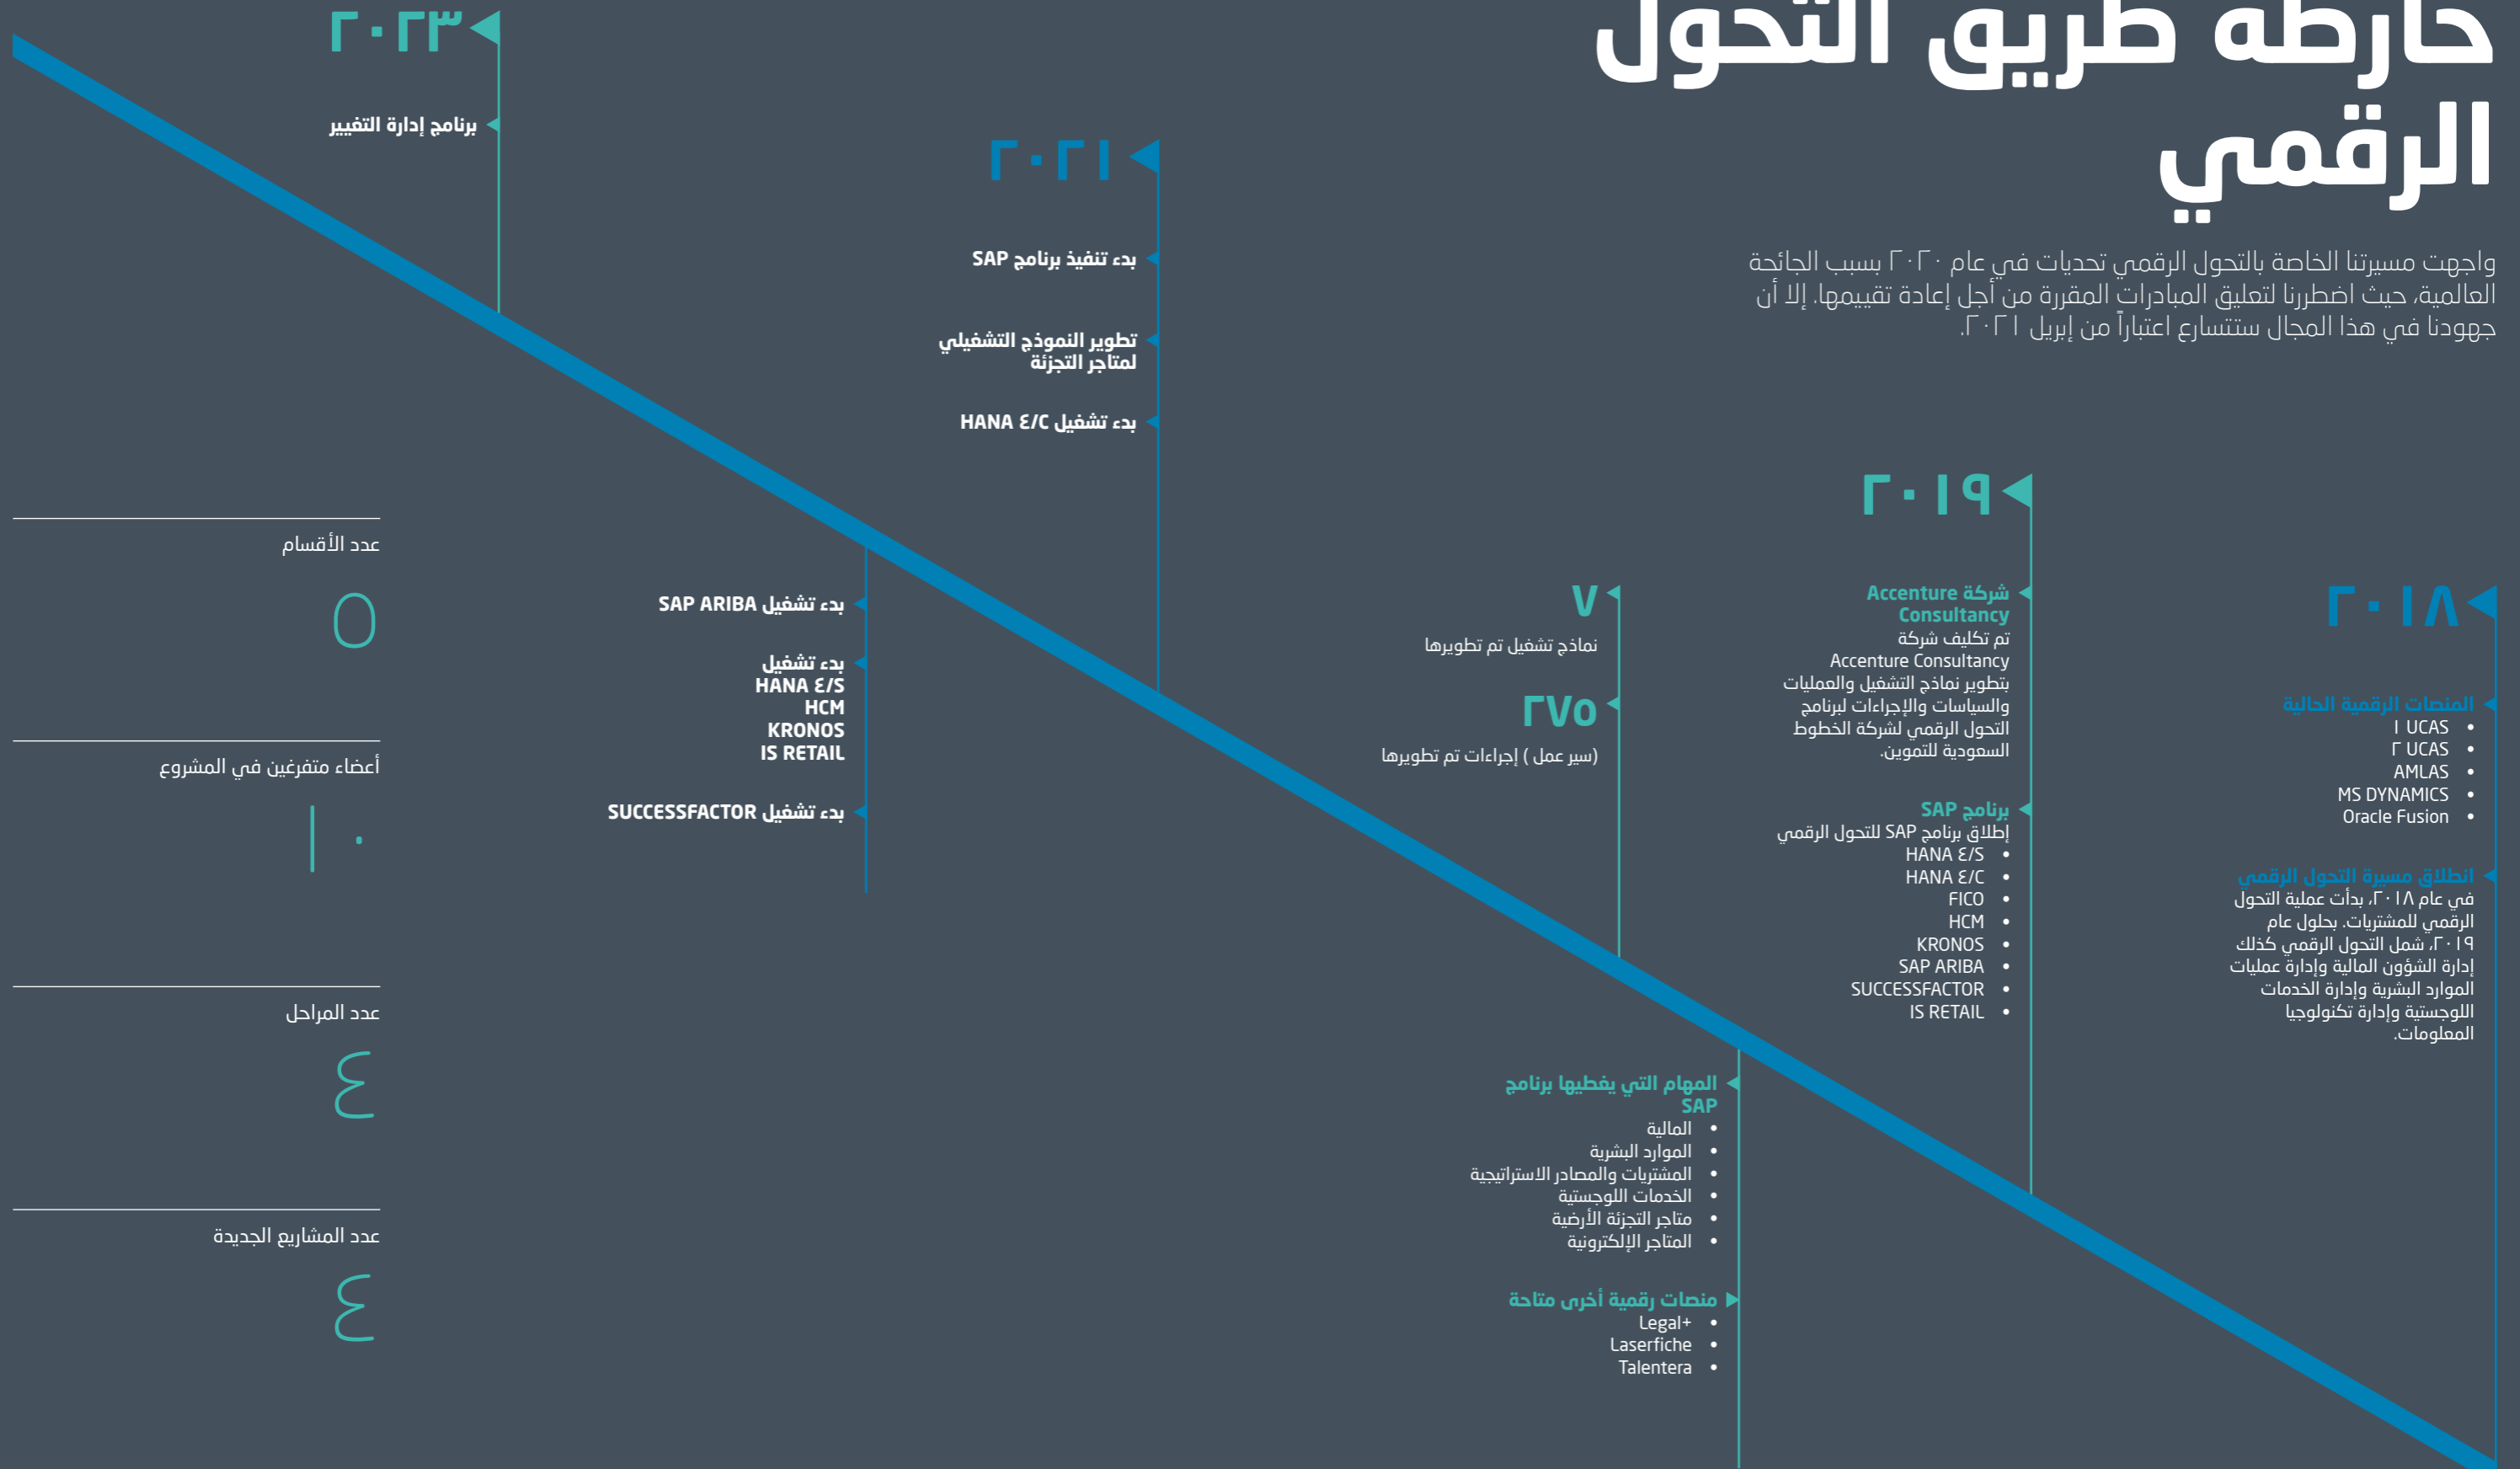 خارطة طريق التحول
الرقمي
واجهت مسيرتنا الخاصة بالتحول الرقمي تحديات في عام ٢٠٢٠ بسبب الجائحة
العالمية، حيث اضطررنا لتعليق المبادرات المقررة من أجل إعادة تقييمها. إلا أن
جهودنا في هذا المجال ستتسارع اعتباراً من إبريل ٢٠٢١.
٢٠١٨
المنصات الرقمية الحالية
• UCAS ١
• UCAS ٢
• AMLAS
• MS DYNAMICS
• Oracle Fusion
انطلاق مسيرة التحول الرقمي
في عام ٢٠١٨، بدأت عملية التحول
الرقمي للمشتريات. بحلول عام
٢٠١٩، شمل التحول الرقمي كذلك
إدارة الشؤون المالية وإدارة عمليات
الموارد البشرية وإدارة الخدمات
اللوجستية وإدارة تكنولوجيا
المعلومات.
٢٠١٩
شركة Accenture
Consultancy
تم تكليف شركة
Accenture Consultancy
بتطوير نماذج التشغيل والعمليات
والسياسات والإجراءات لبرنامج
التحول الرقمي لشركة الخطوط
السعودية للتموين.
برنامج SAP
إطلاق برنامج SAP للتحول الرقمي
• HANA ٤/S
• HANA ٤/C
• FICO
• HCM
• KRONOS
• SAP ARIBA
• SUCCESSFACTOR
• IS RETAIL
٧
نماذج تشغيل تم تطويرها
٢٧٥
(سير عمل ) إجراءات تم تطويرها
المهام التي يغطيها برنامج
SAP
• المالية
• الموارد البشرية
• المشتريات والمصادر الاستراتيجية
• الخدمات اللوجستية
• متاجر التجزئة الأرضية
• المتاجر الإلكترونية
منصات رقمية أخرى متاحة
• Legal+
• Laserfiche
• Talentera
٢٠٢١
بدء تنفيذ برنامج SAP
تطوير النموذج التشغيلي
لمتاجر التجزئة
بدء تشغيل HANA ٤/C
بدء تشغيل SAP ARIBA
بدء تشغيل
HANA ٤/S
HCM
KRONOS
IS RETAIL
بدء تشغيل SUCCESSFACTOR
٢٠٢٣
برنامج إدارة التغيير
عدد الأقسام
٥
أعضاء متفرغين في المشروع
١٠
عدد المراحل
٤
عدد المشاريع الجديدة
٤